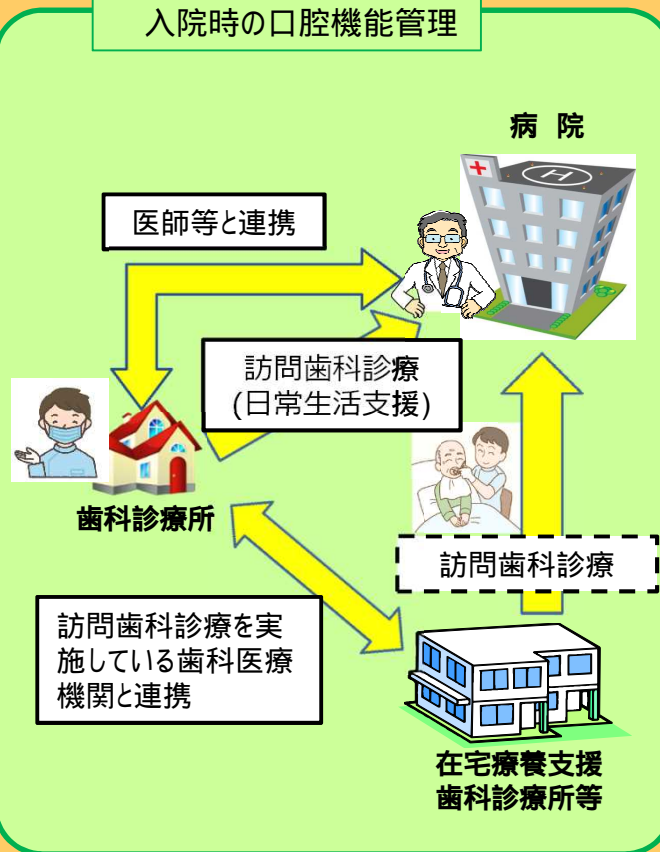 入院時の口腔機能管理
病 院
H
医師等と連携
訪問歯科診療
(日常生活支援)
歯科診療所
訪問歯科診療
訪問歯科診療を実
施している歯科医療
機関と連携
在宅療養支援
歯科診療所等